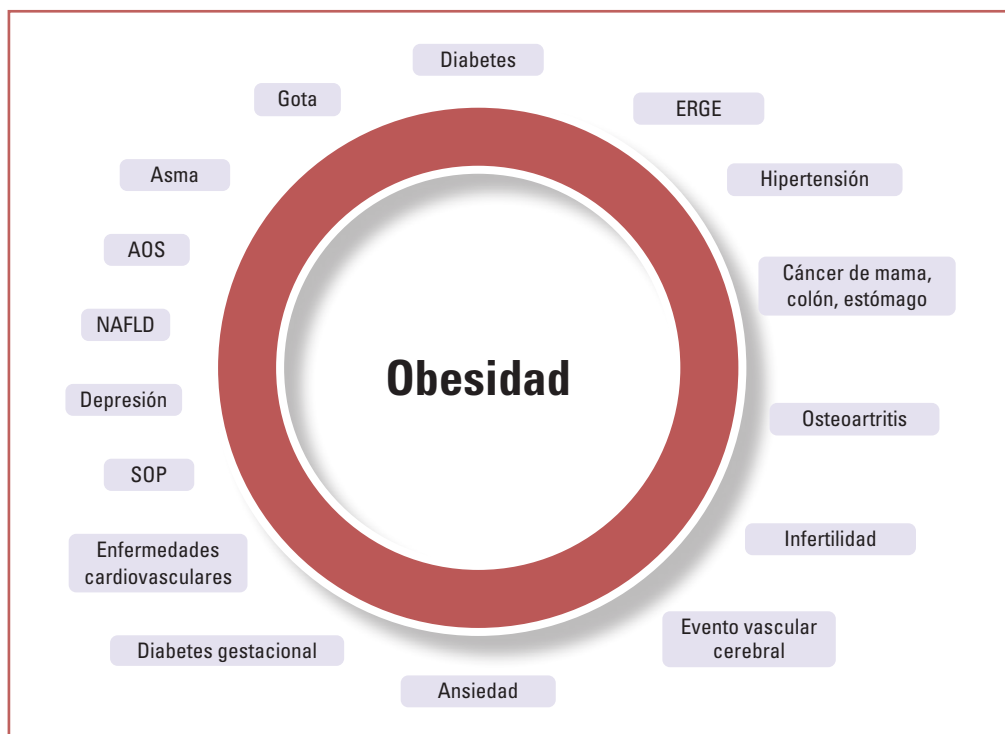 Diabetes
Gota
ERGE
Asma
Hipertensión
AOS
Cáncer de mama,
colón, estómago
NAFLD
Obesidad
Depresión
Osteoartritis
SOP
Infertilidad
Enfermedades
cardiovasculares
Evento vascular
cerebral
Diabetes gestacional
Ansiedad